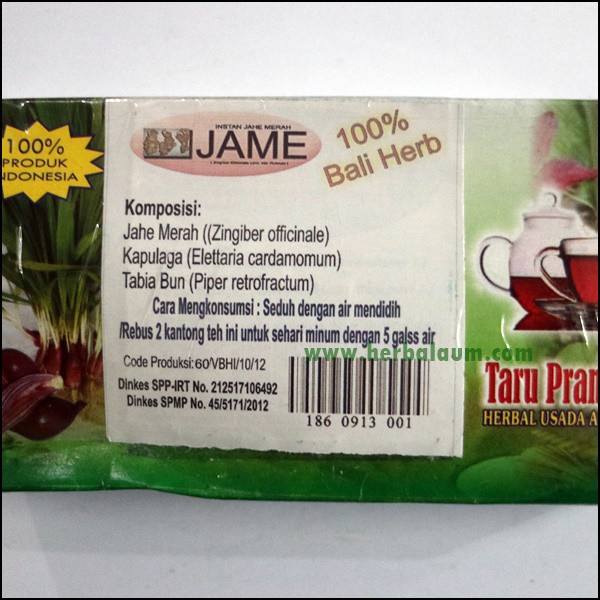 100%
PRODUK
INDONESIA
INSTAN JAHE MERAH
JAME
100%
Bali Herb
Komposisi:
Jahe Merah ((Zingiber officinale)
Kapulaga (Elettaria cardamomum)
Tabia Bun (Piper retrofractum)
Cara Mengkonsumsi : Seduh dengan air mendidih
/Rebus 2 kantong teh ini untuk sehari minum dengan 5 galss air
www.herbalaum.com
Code Produksi: 60/VBHI/10/12
Dinkes SPP-IRT No. 212517106492
Dinkes SPMP No. 45/5171/2012
186 0913 001
Taru Pram
HERBAL USADA A